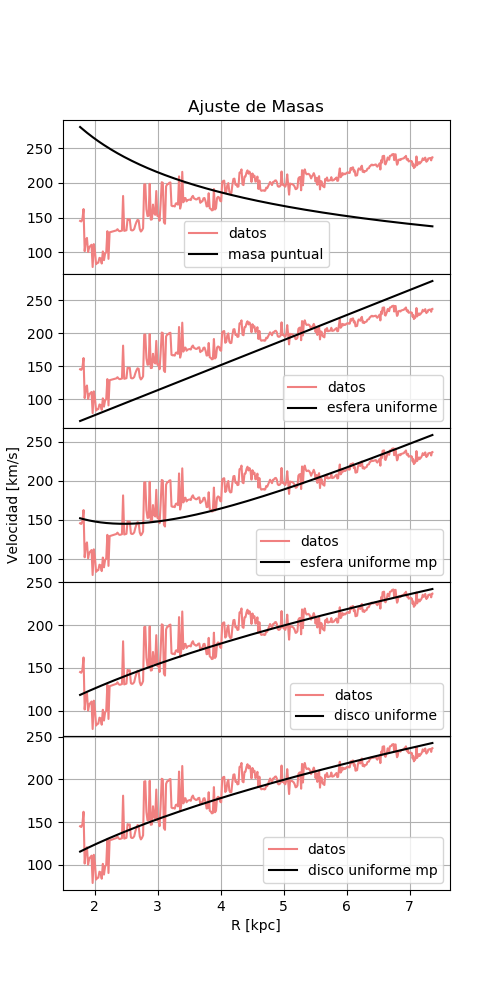 Ajuste de Masas
250
200
150
100
datos
masa puntual
250
200
150
100
datos
esfera uniforme
250
200
150
100
datos
esfera uniforme mp
250
200
150
100
datos
disco uniforme
250
200
150
100
datos
disco uniforme mp
Velocidad [km/s]
2 3 4 5 6 7
R [kpc]